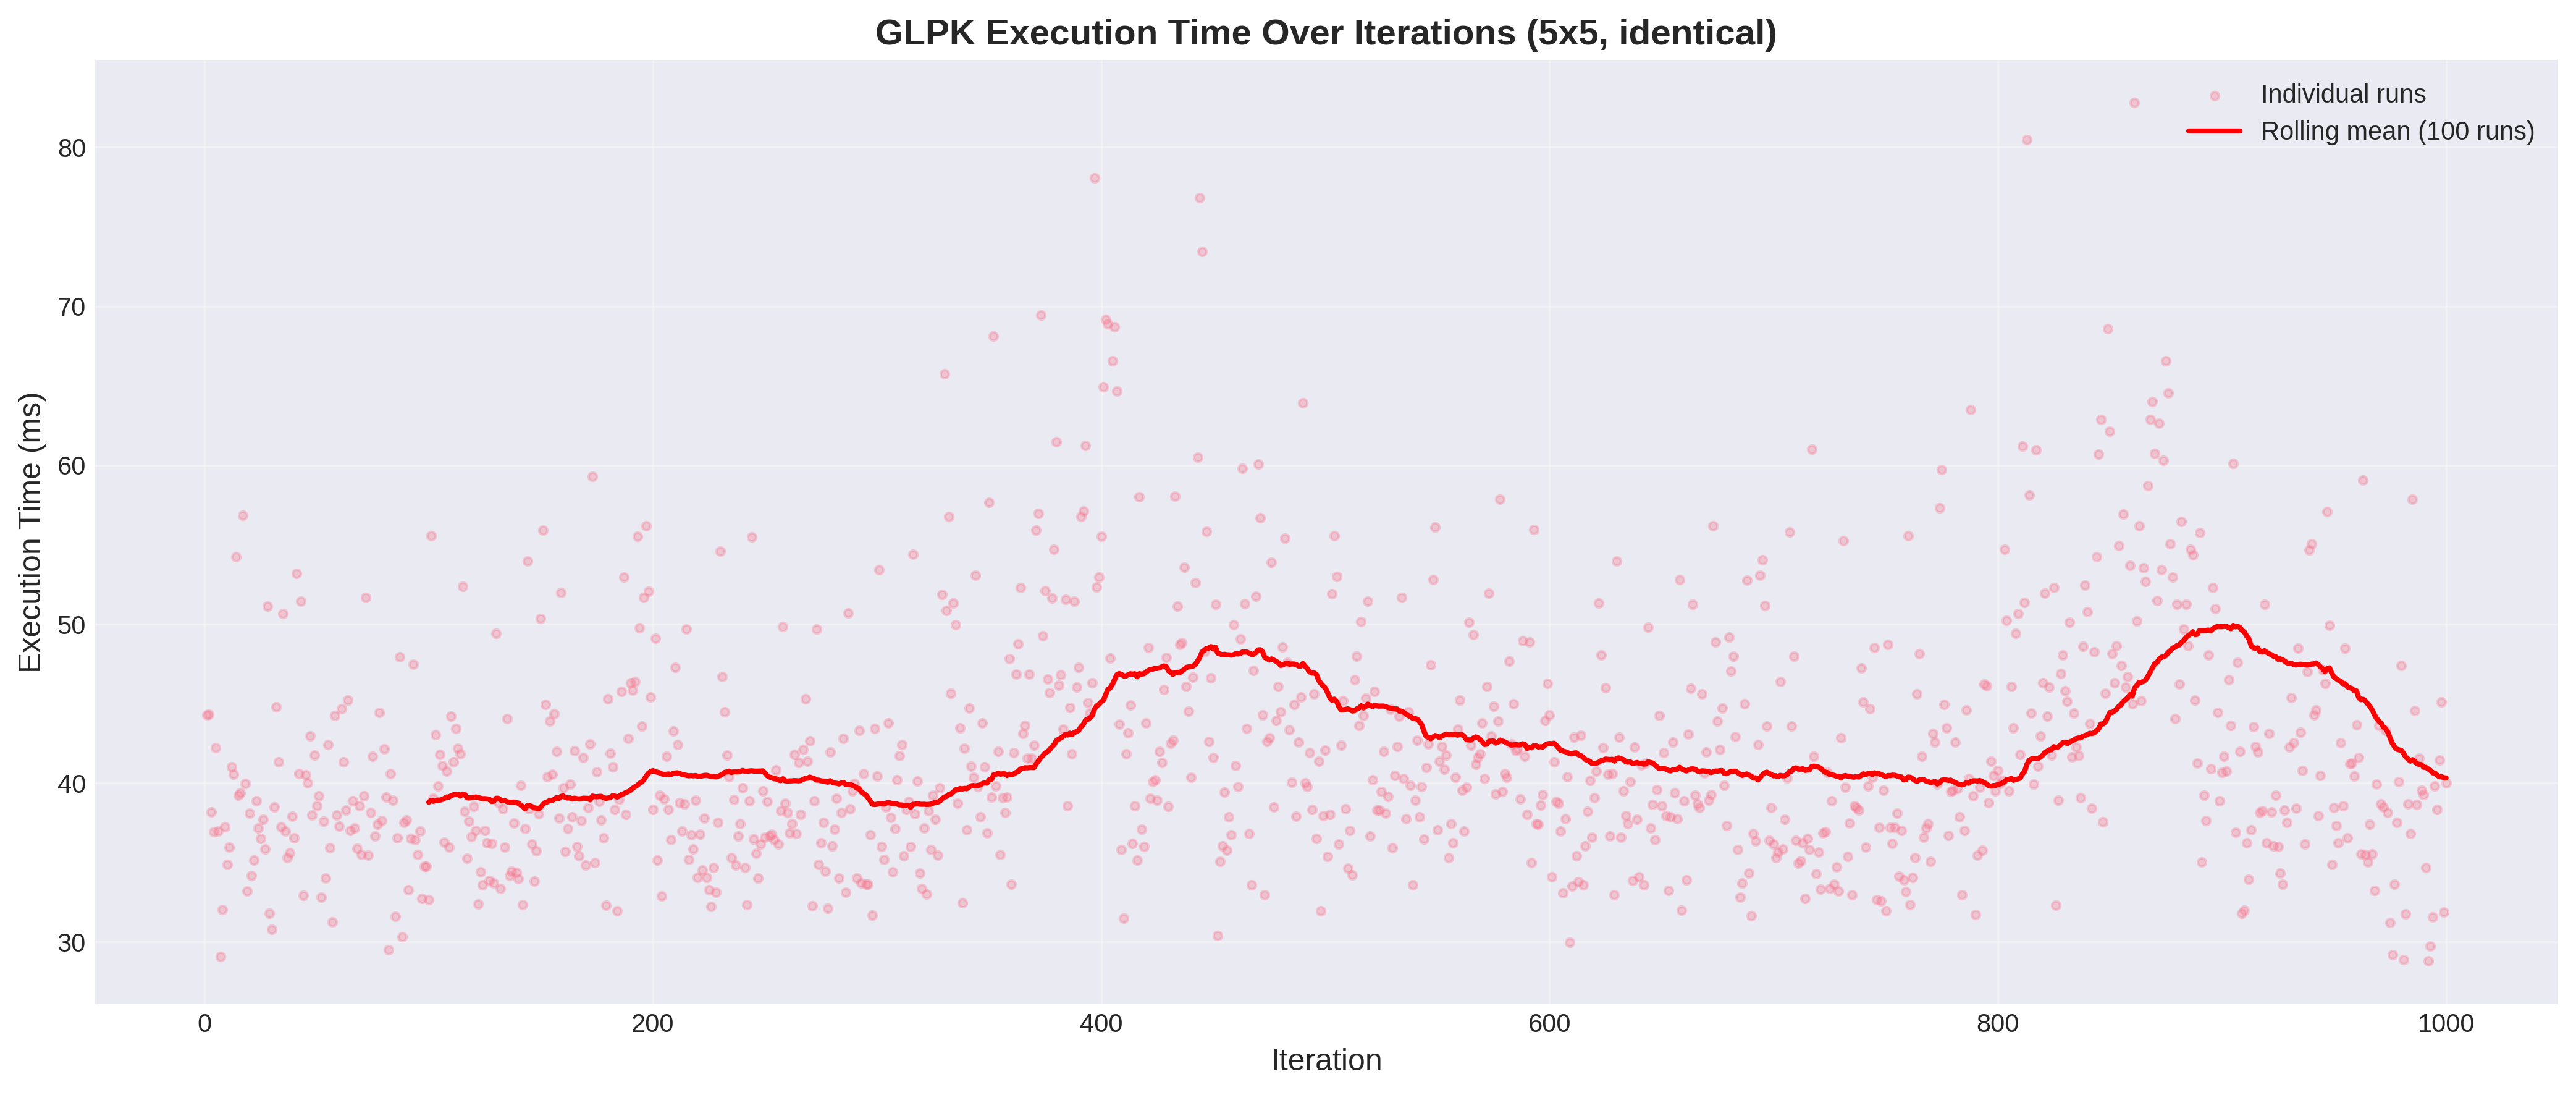 GLPK Execution Time Over Iterations (5x5, identical)
Individual runs
Rolling mean (100 runs)
Execution Time (ms)
80
70
60
50
40
30
0
200
400
600
800
1000
Iteration